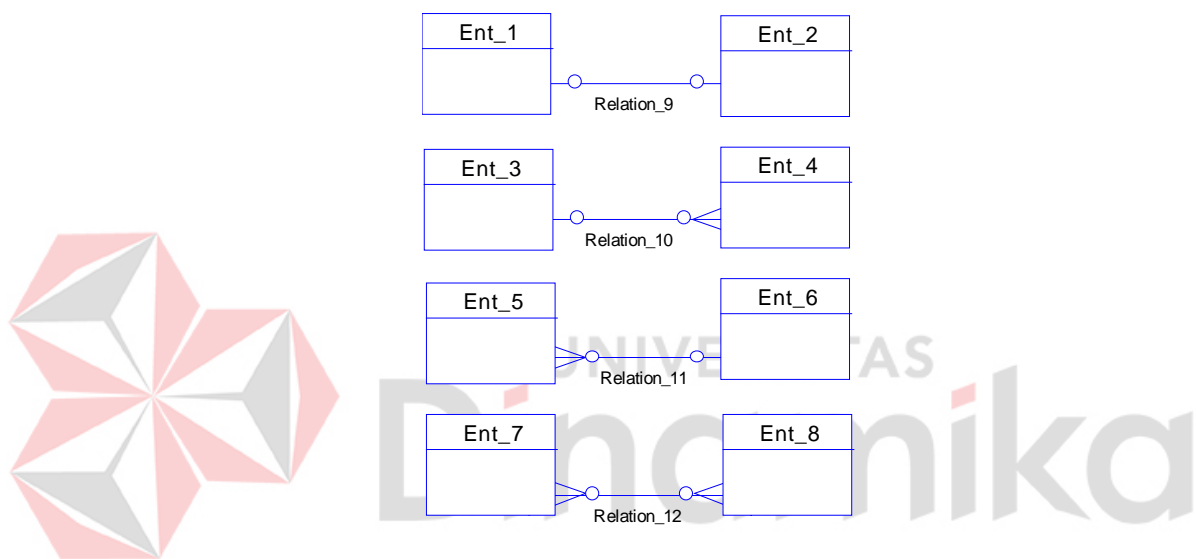 Ent_1
Ent_2
Relation_9
Ent_3
Ent_4
Relation_10
Ent_5
Ent_6
Relation_11
Ent_7
Ent_8
Relation_12